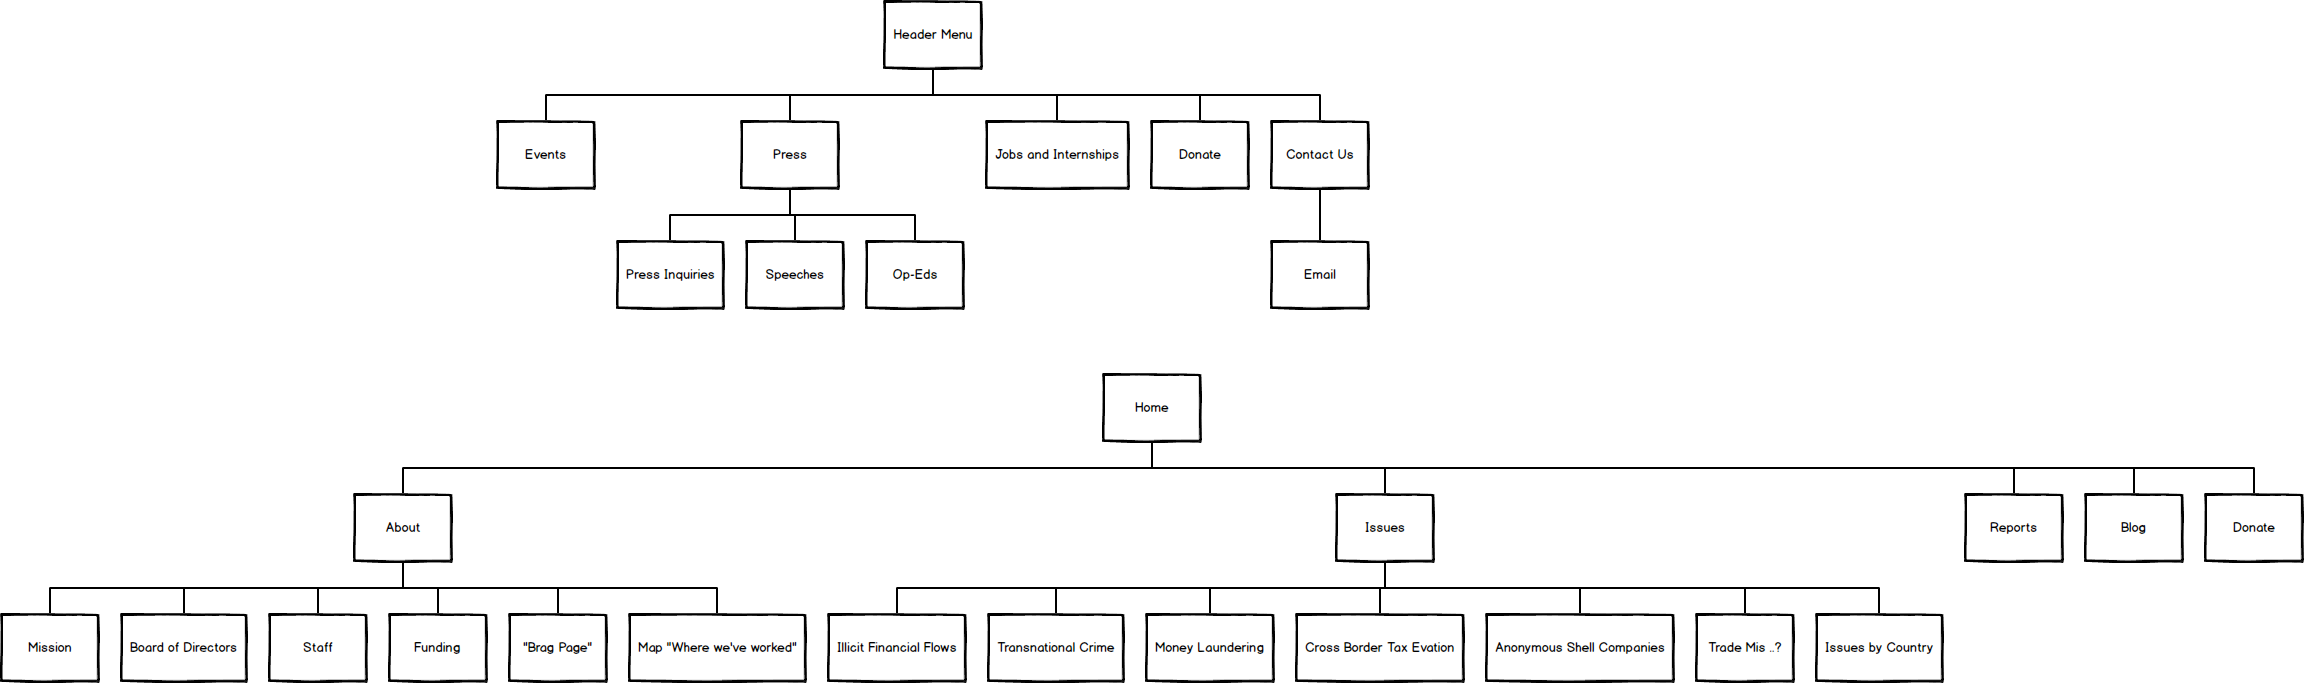 Header Menu
Events
Press
Jobs and Internships
Donate
Contact Us
Press Inquiries
Speeches
Op-Eds
Email
Home
About
Issues
Reports
Blog
Donate
Mission
Board of Directors
Staff
Funding
"Brag Page"
Map "Where we've worked"
Illicit Financial Flows
Transnational Crime
Money Laundering
Cross Border Tax Evation
Anonymous Shell Companies
Trade Mis ..?
Issues by Country